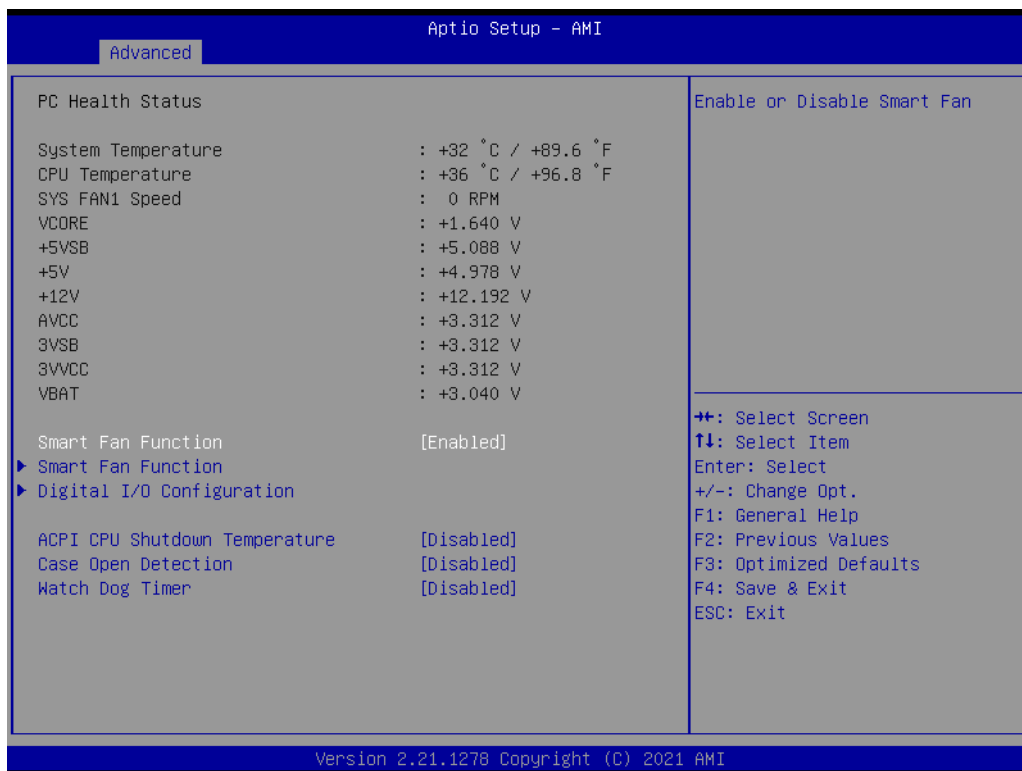 Aptio Setup – AMI
Advanced
PC Health Status
System Temperature : +32 °C / +89.6 °F
CPU Temperature : +36 °C / +96.8 °F
SYS FAN1 Speed : 0 RPM
VCORE : +1.640 V
+5VSB : +5.088 V
+5V : +4.978 V
+12V : +12.192 V
AVCC : +3.312 V
3VSB : +3.312 V
3VVCC : +3.312 V
VBAT : +3.040 V
Smart Fan Function [Enabled]
► Smart Fan Function
► Digital I/O Configuration
ACPI CPU Shutdown Temperature [Disabled]
Case Open Detection [Disabled]
Watch Dog Timer [Disabled]
Enable or Disable Smart Fan
→←: Select Screen
↑↓: Select Item
Enter: Select
+/-: Change Opt.
F1: General Help
F2: Previous Values
F3: Optimized Defaults
F4: Save & Exit
ESC: Exit
Version 2.21.1278 Copyright (C) 2021 AMI